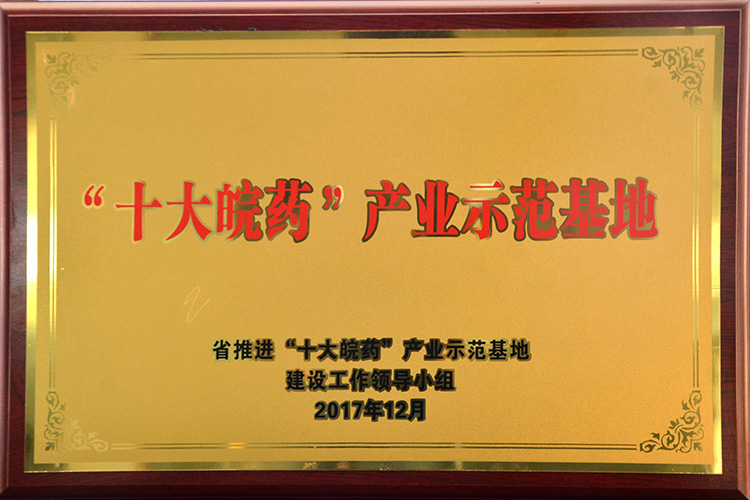 “十大皖药”产业示范基地
省推进“十大皖药”产业示范基地
建设工作领导小组
2017年12月